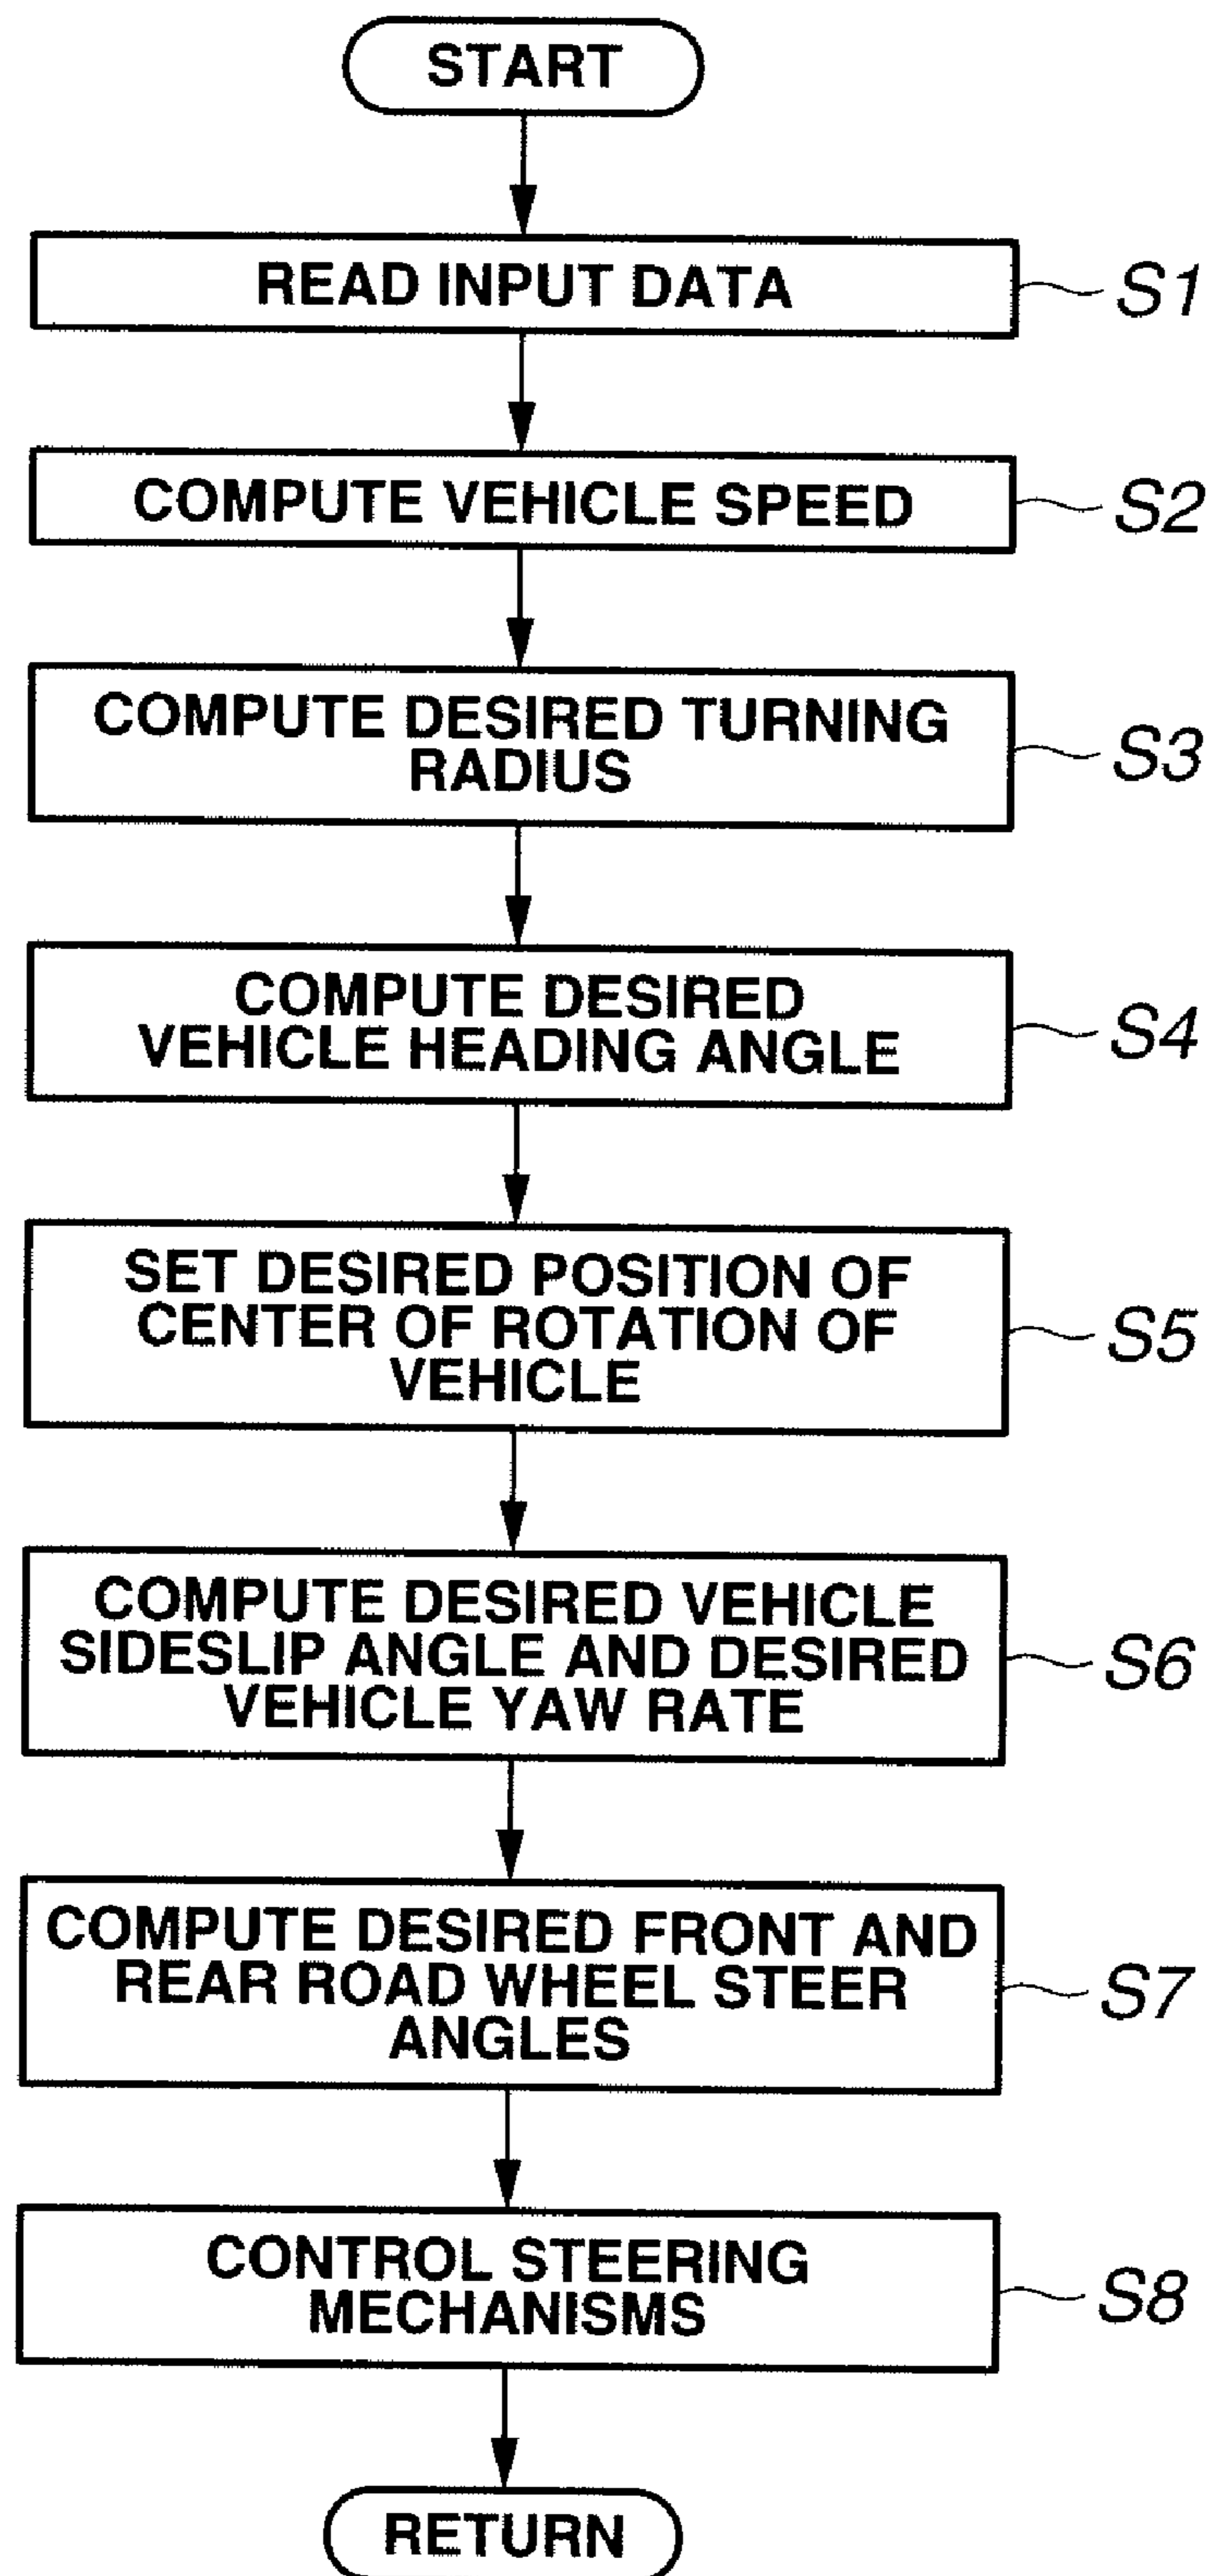 START
READ INPUT DATA
S1
COMPUTE VEHICLE SPEED
S2
COMPUTE DESIRED TURNING
RADIUS
S3
COMPUTE DESIRED
VEHICLE HEADING ANGLE
S4
SET DESIRED POSITION OF
CENTER OF ROTATION OF
VEHICLE
S5
COMPUTE DESIRED VEHICLE
SIDESLIP ANGLE AND DESIRED
VEHICLE YAW RATE
S6
COMPUTE DESIRED FRONT AND
REAR ROAD WHEEL STEER
ANGLES
S7
CONTROL STEERING
MECHANISMS
S8
RETURN